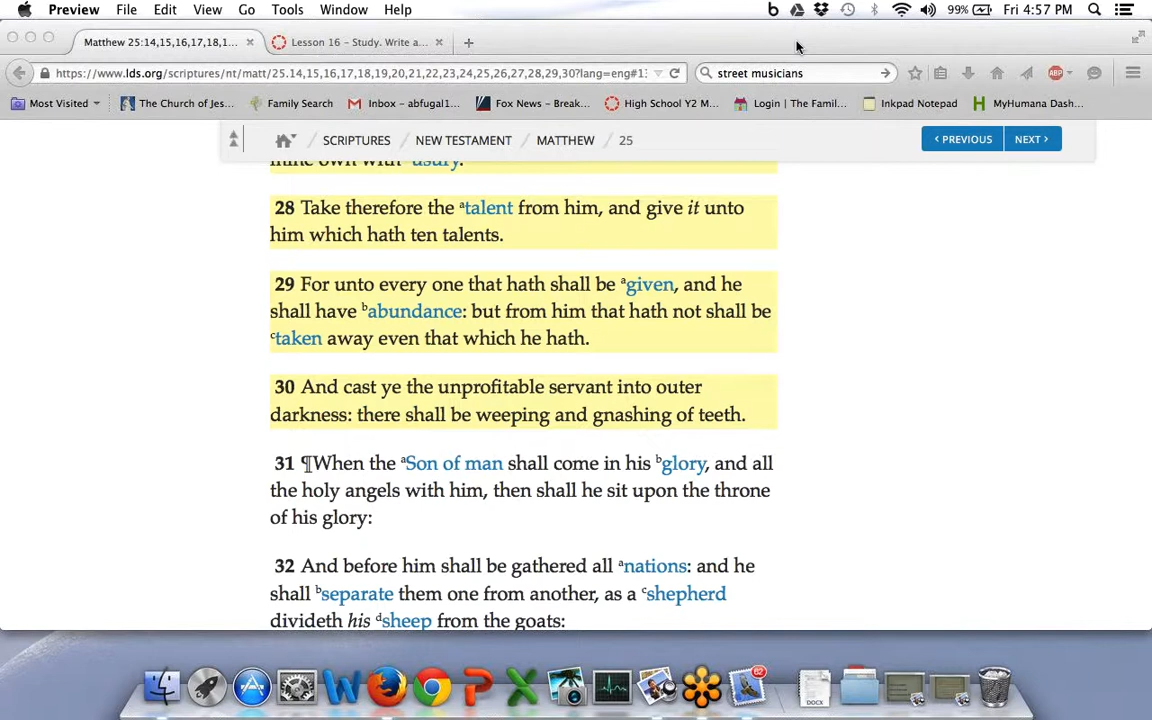 Preview File Edit View Go Tools Window Help 99% Fri 4:57 PM
Matthew 25:14,15,16,17,18,1... Lesson 16 – Study. Write a...
https://www.lds.org/scriptures/nt/matt/25.14,15,16,17,18,19,20,21,22,23,24,25,26,27,28,29,30?lang=eng#1: street musicians
Most Visited The Church of Jes... Family Search Inbox – abfugal1... Fox News – Break... High School Y2 M... Login | The Famil... Inkpad Notepad MyHumana Dash...
/ SCRIPTURES / NEW TESTAMENT / MATTHEW / 25 ‹ PREVIOUS NEXT ›
mine own with usury.
28 Take therefore the a talent from him, and give it unto
him which hath ten talents.
29 For unto every one that hath shall be a given, and he
shall have b abundance: but from him that hath not shall be
c taken away even that which he hath.
30 And cast ye the unprofitable servant into outer
darkness: there shall be weeping and gnashing of teeth.
31 ¶When the a Son of man shall come in his b glory, and all
the holy angels with him, then shall he sit upon the throne
of his glory:
32 And before him shall be gathered all a nations: and he
shall b separate them one from another, as a c shepherd
divideth his d sheep from the goats:
82
DOCX